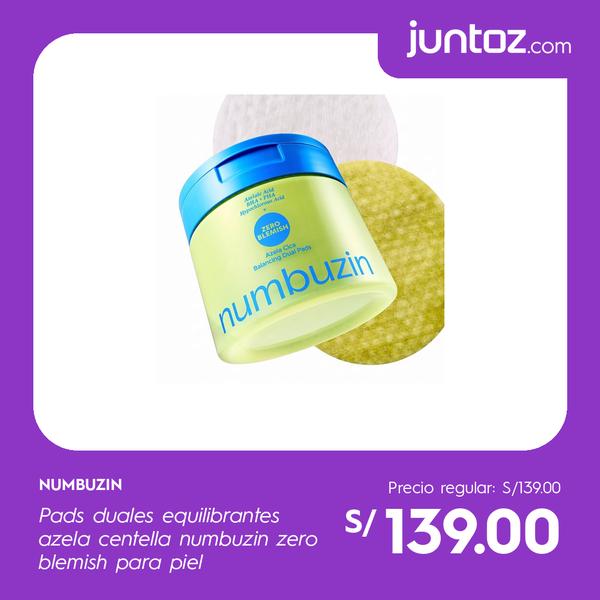 juntoz.com
Azelaic Acid
BHA + PHA
Hypochlorous Acid
+
ZERO
BLEMISH
Azela Cica
Balancing Dual Pads
numbuzin
NUMBUZIN
Precio regular: S/139.00
Pads duales equilibrantes
azela centella numbuzin zero
blemish para piel
S/ 139.00